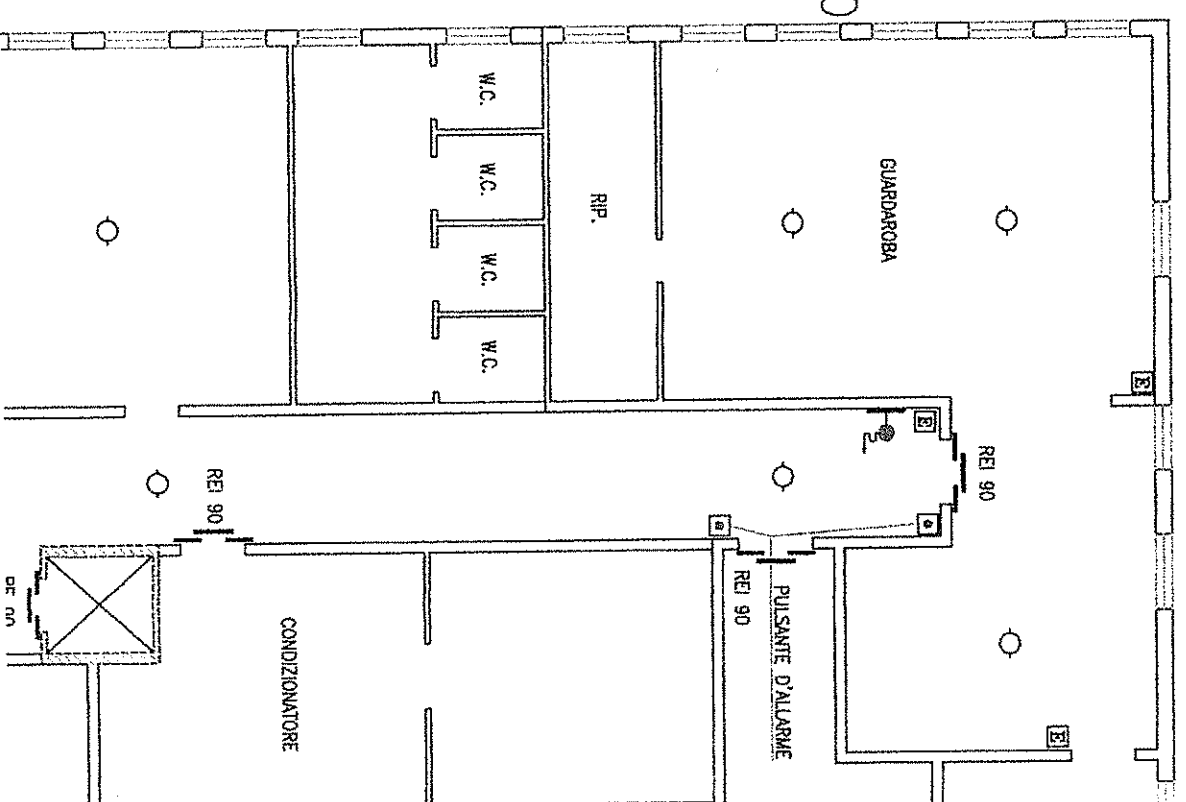 W.C.
W.C.
W.C.
W.C.
RIP.
GUARDAROBA
E
E
REI 90
REI 90
REI 90
PULSANTE D'ALLARME
CONDIZIONATORE
E